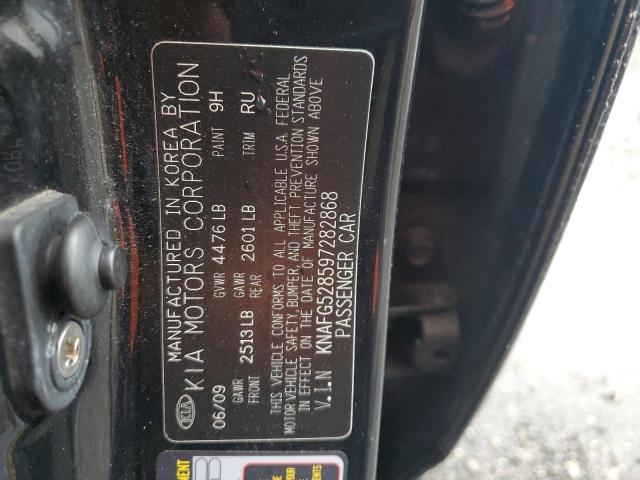 MANUFACTURED IN KOREA BY
KIA KIA MOTORS CORPORATION
06/09 GVWR 4476 LB PAINT 9H
GAWR FRONT 2513 LB GAWR REAR 2601 LB TRIM RU
THIS VEHICLE CONFORMS TO ALL APPLICABLE U.S.A. FEDERAL
MOTOR VEHICLE SAFETY, BUMPER, AND THEFT PREVENTION STANDARDS
IN EFFECT ON THE DATE OF MANUFACTURE SHOWN ABOVE
V.I.N KNAFG528597282868
PASSENGER CAR